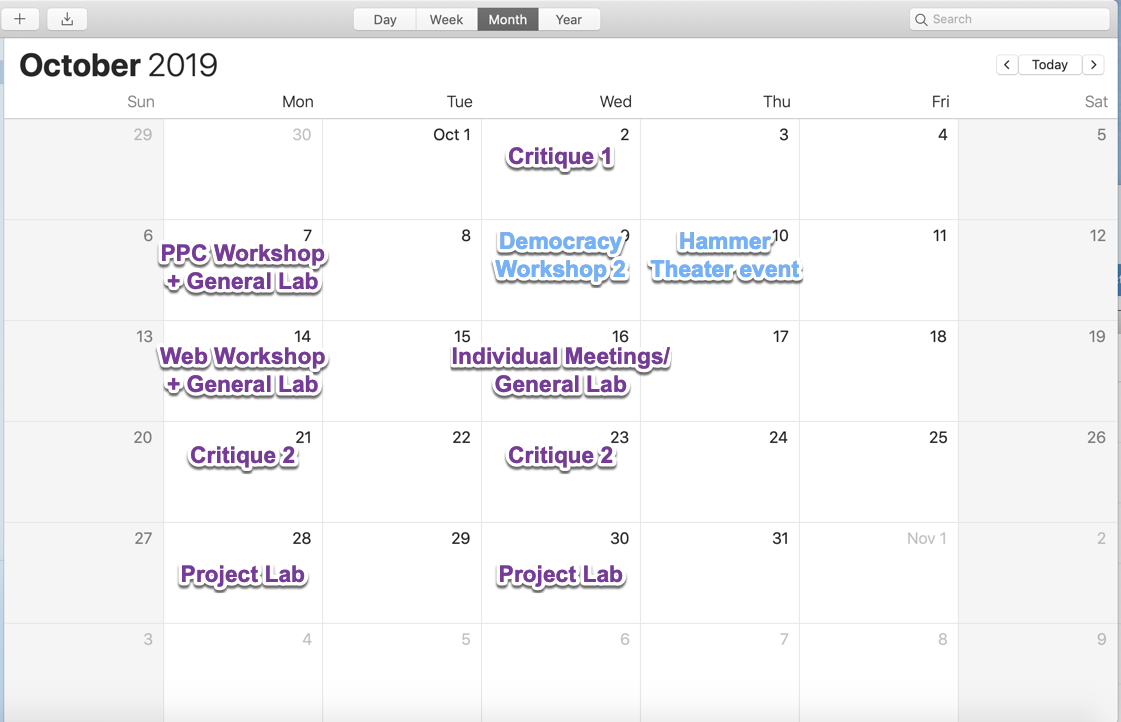 +
Day Week Month Year
Search
October 2019
< Today >
Sun Mon Tue Wed Thu Fri Sat
29 30 Oct 1 2 3 4 5
Critique 1
6 7 8 9 10 11 12
PPC Workshop
+ General Lab
Democracy
Workshop 2
Hammer
Theater event
13 14 15 16 17 18 19
Web Workshop
+ General Lab
Individual Meetings/
General Lab
20 21 22 23 24 25 26
Critique 2
Critique 2
27 28 29 30 31 Nov 1 2
Project Lab
Project Lab
3 4 5 6 7 8 9